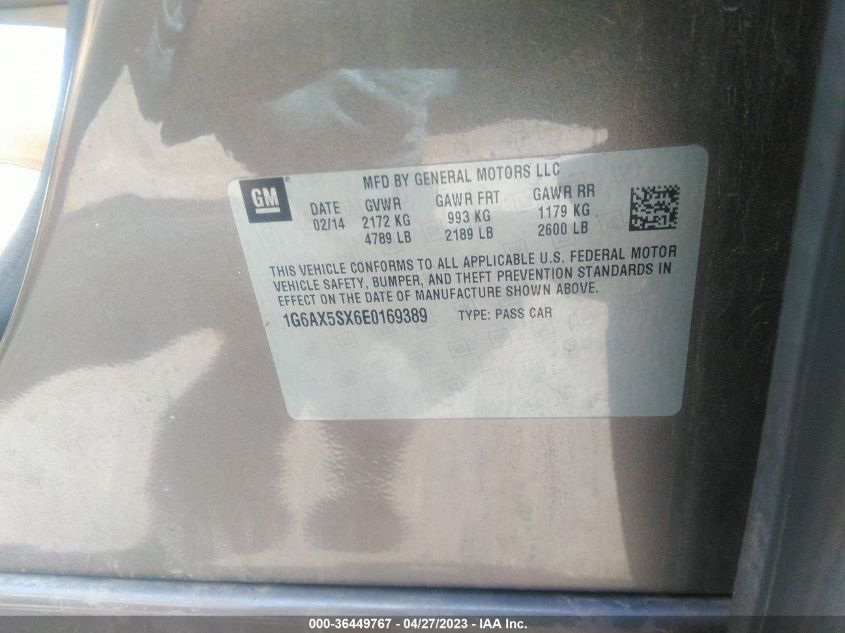 GM
MFD BY GENERAL MOTORS LLC
DATE GVWR GAWR FRT GAWR RR
02/14 2172 KG 993 KG 1179 KG
4789 LB 2189 LB 2600 LB
THIS VEHICLE CONFORMS TO ALL APPLICABLE U.S. FEDERAL MOTOR
VEHICLE SAFETY, BUMPER, AND THEFT PREVENTION STANDARDS IN
EFFECT ON THE DATE OF MANUFACTURE SHOWN ABOVE.
1G6AX5SX6E0169389 TYPE: PASS CAR
000-36449767 - 04/27/2023 - IAA Inc.